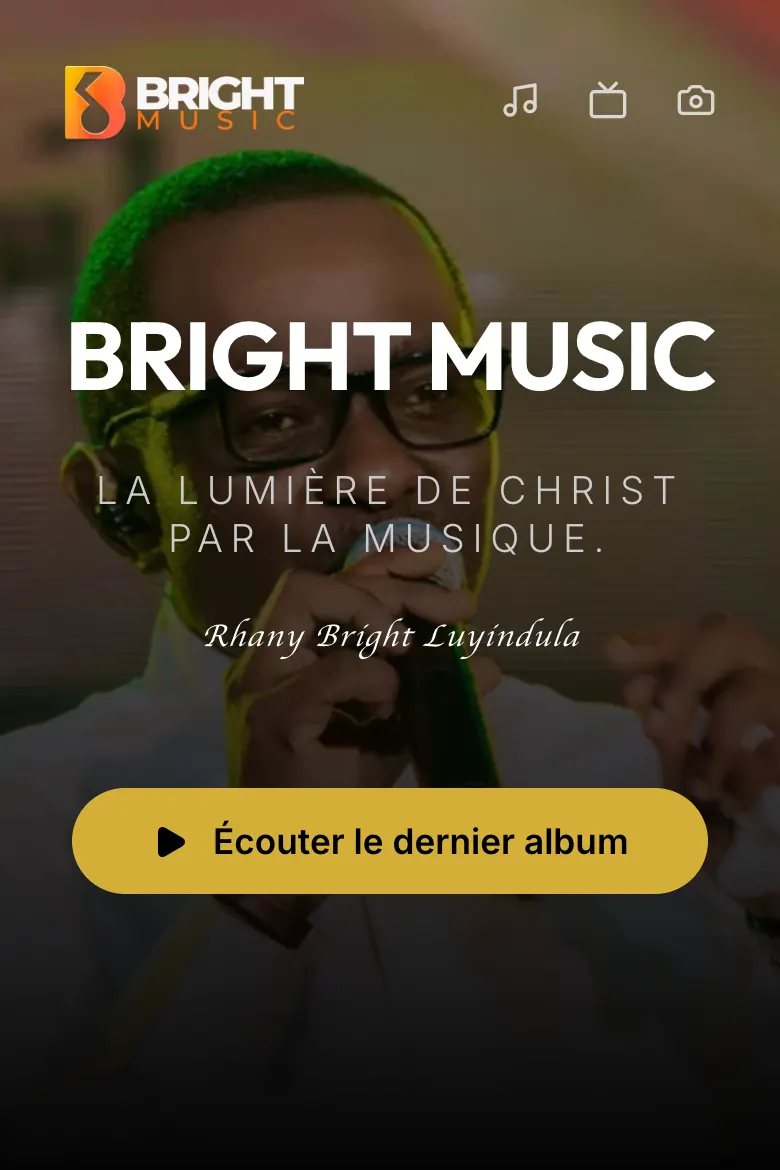 BRIGHT
MUSIC
BRIGHT MUSIC
LA LUMIÈRE DE CHRIST
PAR LA MUSIQUE.
Rhany Bright Luyindula
Écouter le dernier album